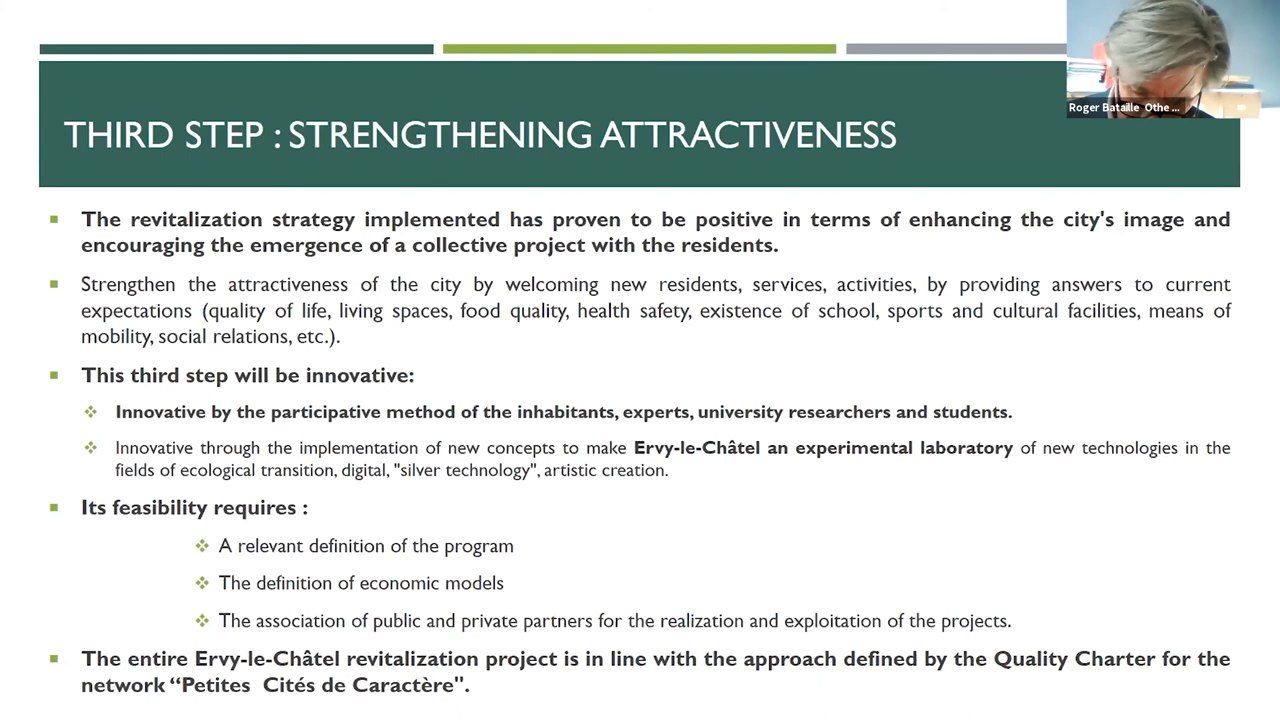 Roger Bataille Othe ...
THIRD STEP : STRENGTHENING ATTRACTIVENESS
The revitalization strategy implemented has proven to be positive in terms of enhancing the city's image and
encouraging the emergence of a collective project with the residents.
Strengthen the attractiveness of the city by welcoming new residents, services, activities, by providing answers to current
expectations (quality of life, living spaces, food quality, health safety, existence of school, sports and cultural facilities, means of
mobility, social relations, etc.).
This third step will be innovative:
Innovative by the participative method of the inhabitants, experts, university researchers and students.
Innovative through the implementation of new concepts to make Ervy-le-Châtel an experimental laboratory of new technologies in the
fields of ecological transition, digital, "silver technology", artistic creation.
Its feasibility requires :
A relevant definition of the program
The definition of economic models
The association of public and private partners for the realization and exploitation of the projects.
The entire Ervy-le-Châtel revitalization project is in line with the approach defined by the Quality Charter for the
network “Petites Cités de Caractère".